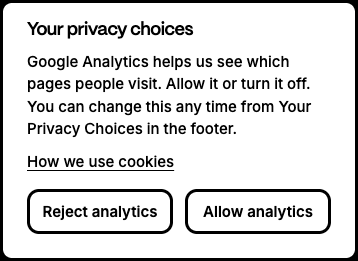 Your privacy choices
Google Analytics helps us see which
pages people visit. Allow it or turn it off.
You can change this any time from Your
Privacy Choices in the footer.
How we use cookies
Reject analytics
Allow analytics